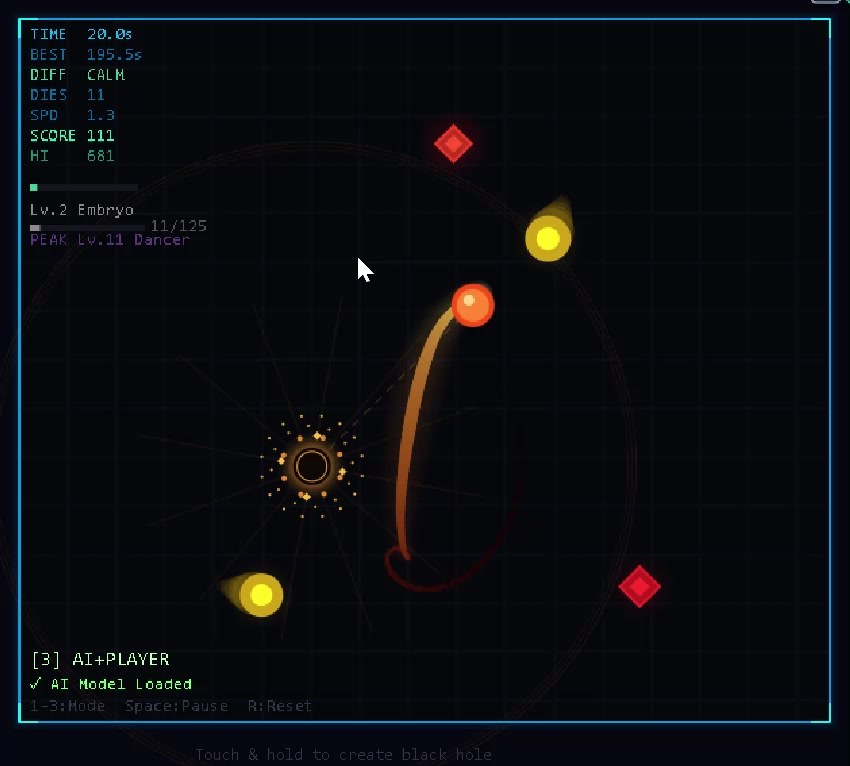 TIME 20.0s
BEST 195.5s
DIFF CALM
DIES 11
SPD 1.3
SCORE 111
HI 681
Lv.2 Embryo
11/125
PEAK Lv.11 Dancer
[3] AI+PLAYER
✓ AI Model Loaded
1-3:Mode Space:Pause R:Reset
Touch & hold to create black hole